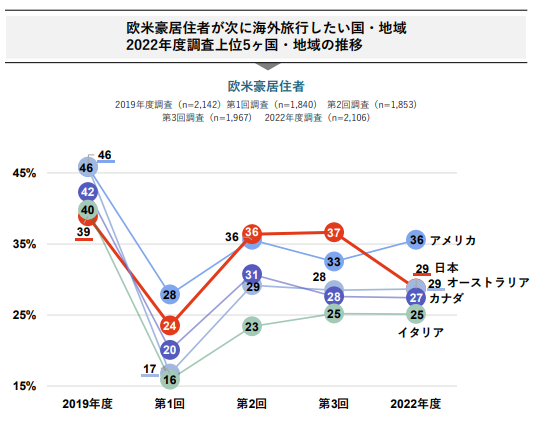 欧米豪居住者が次に海外旅行したい国・地域
2022年度調査上位5ヶ国・地域の推移
欧米豪居住者
2019年度調査（n=2,142）第1回調査（n=1,840） 第2回調査（n=1,853）
第3回調査（n=1,967） 2022年度調査（n=2,106）
45%
35%
25%
15%
46
46
42
40
39
28
24
20
17
16
36
36
31
29
23
37
33
28
28
25
36 アメリカ
29 日本
29 オーストラリア
27 カナダ
25
イタリア
2019年度 第1回 第2回 第3回 2022年度